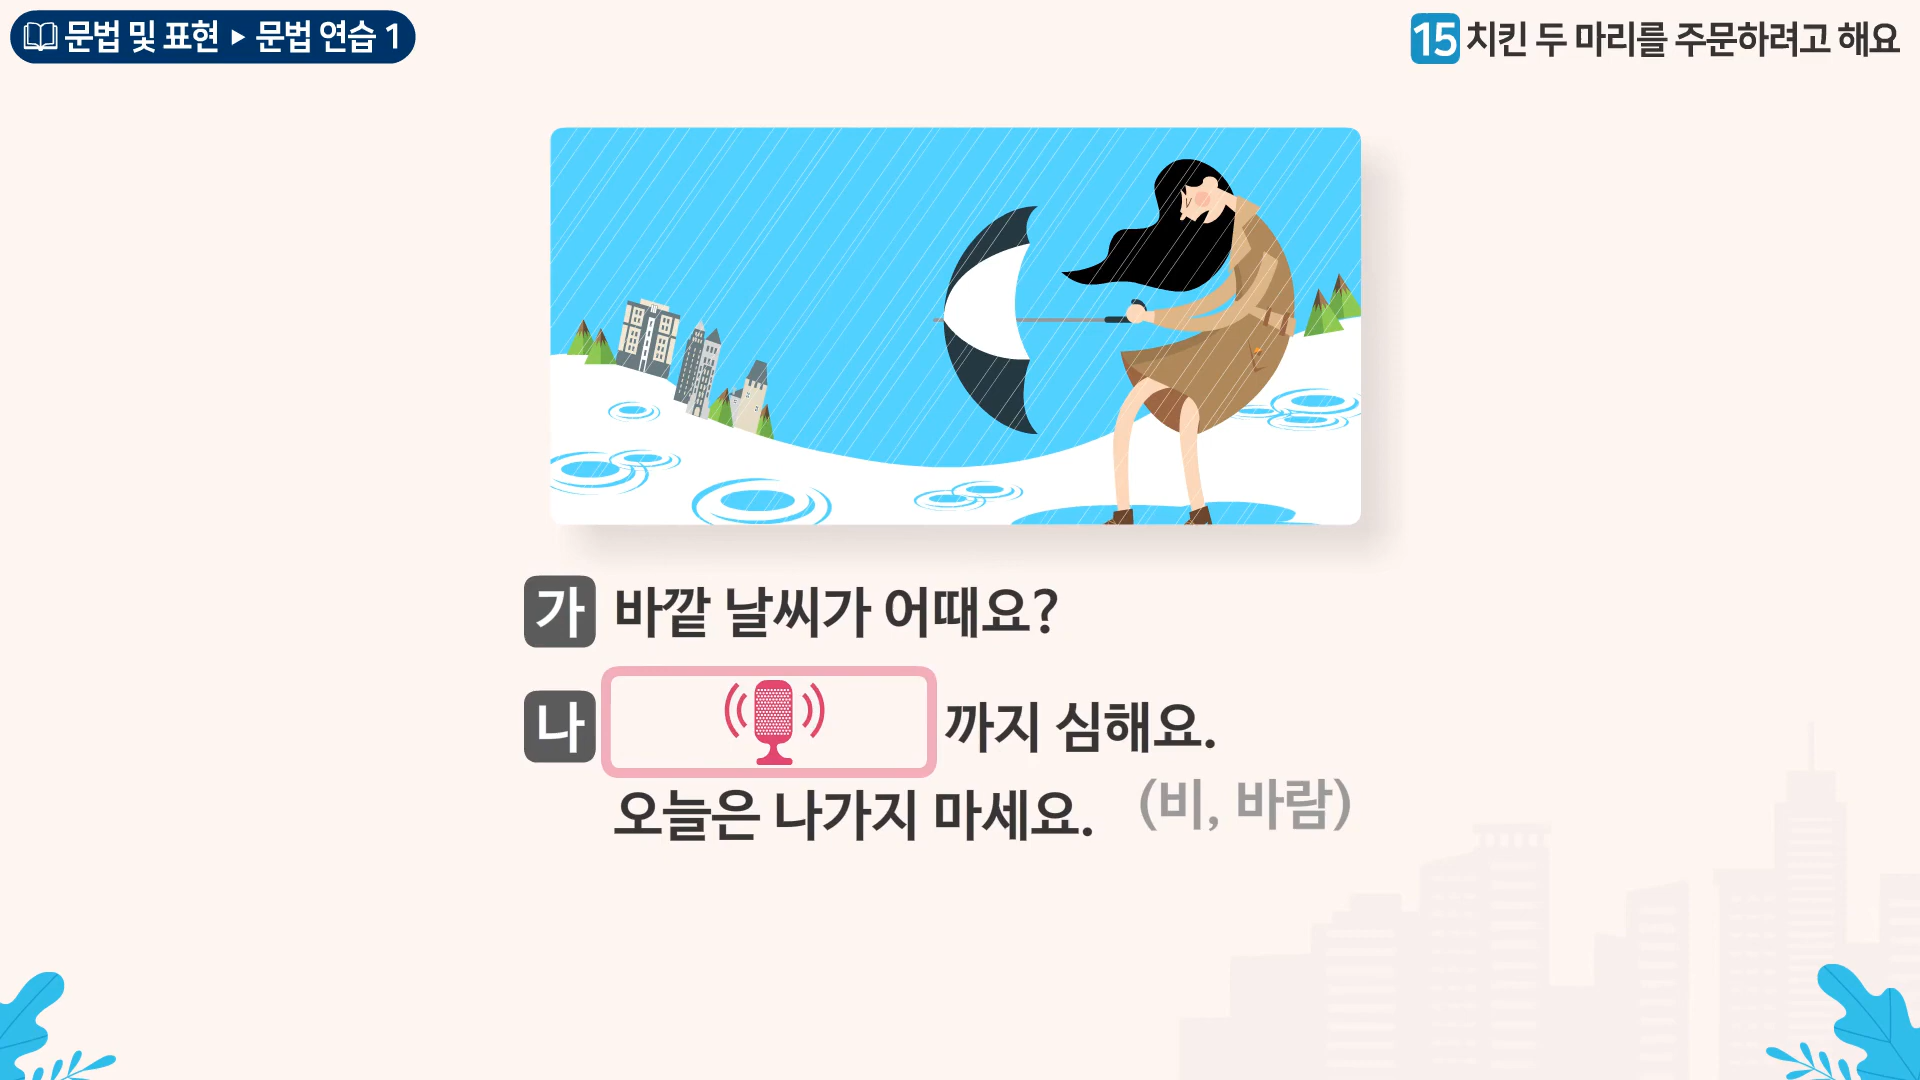 문법 및 표현 ▶ 문법 연습 1
15 치킨 두 마리를 주문하려고 해요
가 바깥 날씨가 어때요?
나 까지 심해요.
오늘은 나가지 마세요. (비, 바람)